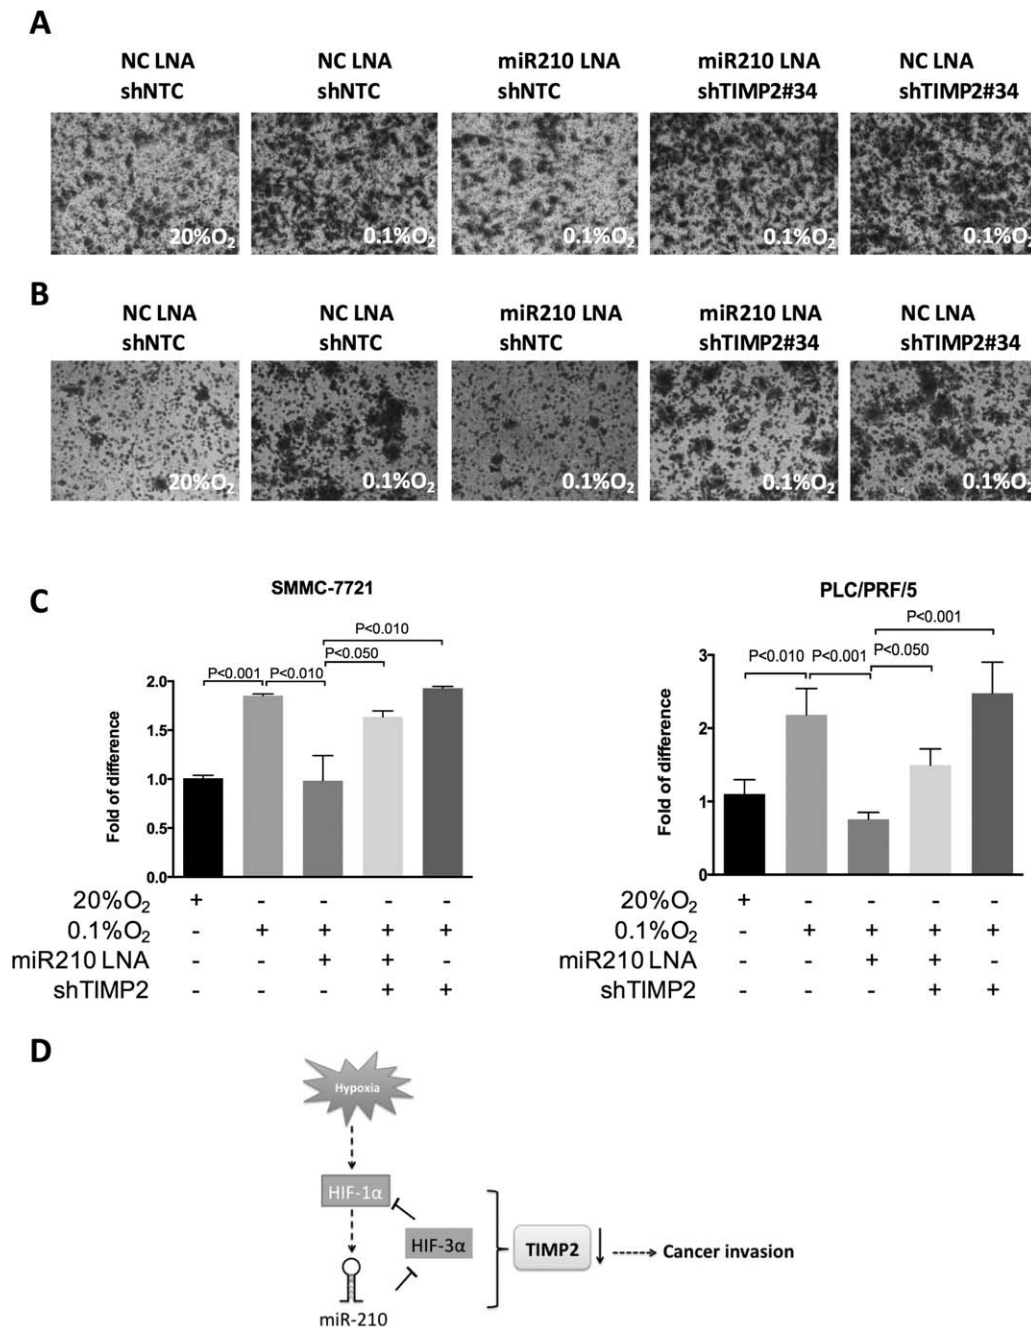 A
NC LNA NC LNA miR210 LNA miR210 LNA NC LNA
shNTC shNTC shNTC shTIMP2#34 shTIMP2#34
20%O₂ 0.1%O₂ 0.1%O₂ 0.1%O₂ 0.1%O₂
B
NC LNA NC LNA miR210 LNA miR210 LNA NC LNA
shNTC shNTC shNTC shTIMP2#34 shTIMP2#34
20%O₂ 0.1%O₂ 0.1%O₂ 0.1%O₂ 0.1%O₂
C
SMMC-7721
P<0.010
P<0.050
P<0.001 P<0.010
Fold of difference
2.0
1.5
1.0
0.5
0.0
20%O₂ + - - - -
0.1%O₂ - + + + +
miR210 LNA - - + + -
shTIMP2 - - - + +
PLC/PRF/5
P<0.001
P<0.050
P<0.010 P<0.001
Fold of difference
3
2
1
0
20%O₂ + - - - -
0.1%O₂ - + + + +
miR210 LNA - - + + -
shTIMP2 - - - + +
D
Hypoxia
HIF-1α
HIF-3α
TIMP2
Cancer invasion
miR-210